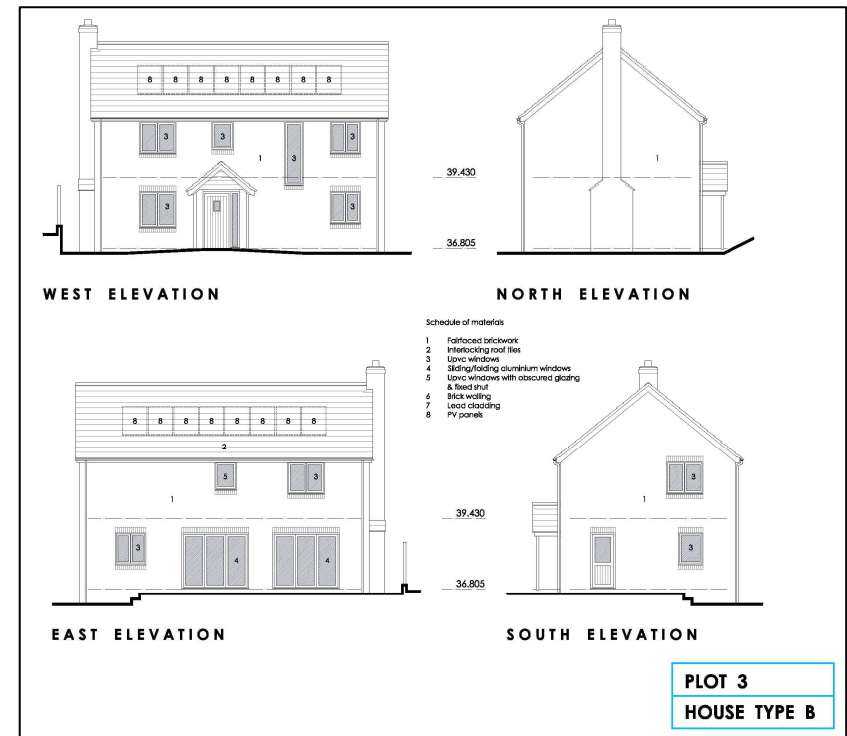 8 8 8 8 8 8 8 8
3 3 3
1 3
39.430
3 3
36.805
WEST ELEVATION
1
NORTH ELEVATION
Schedule of materials
1 Fairfaced brickwork
2 Interlocking roof tiles
3 Upvc windows
4 Sliding/folding aluminium windows
5 Upvc windows with obscured glazing
& fixed shut
6 Brick walling
7 Lead cladding
8 PV panels
8 8 8 8 8 8 8 8
2
5 3
1
39.430
3 4 4
36.805
EAST ELEVATION
3
1
3
SOUTH ELEVATION
PLOT 3
HOUSE TYPE B